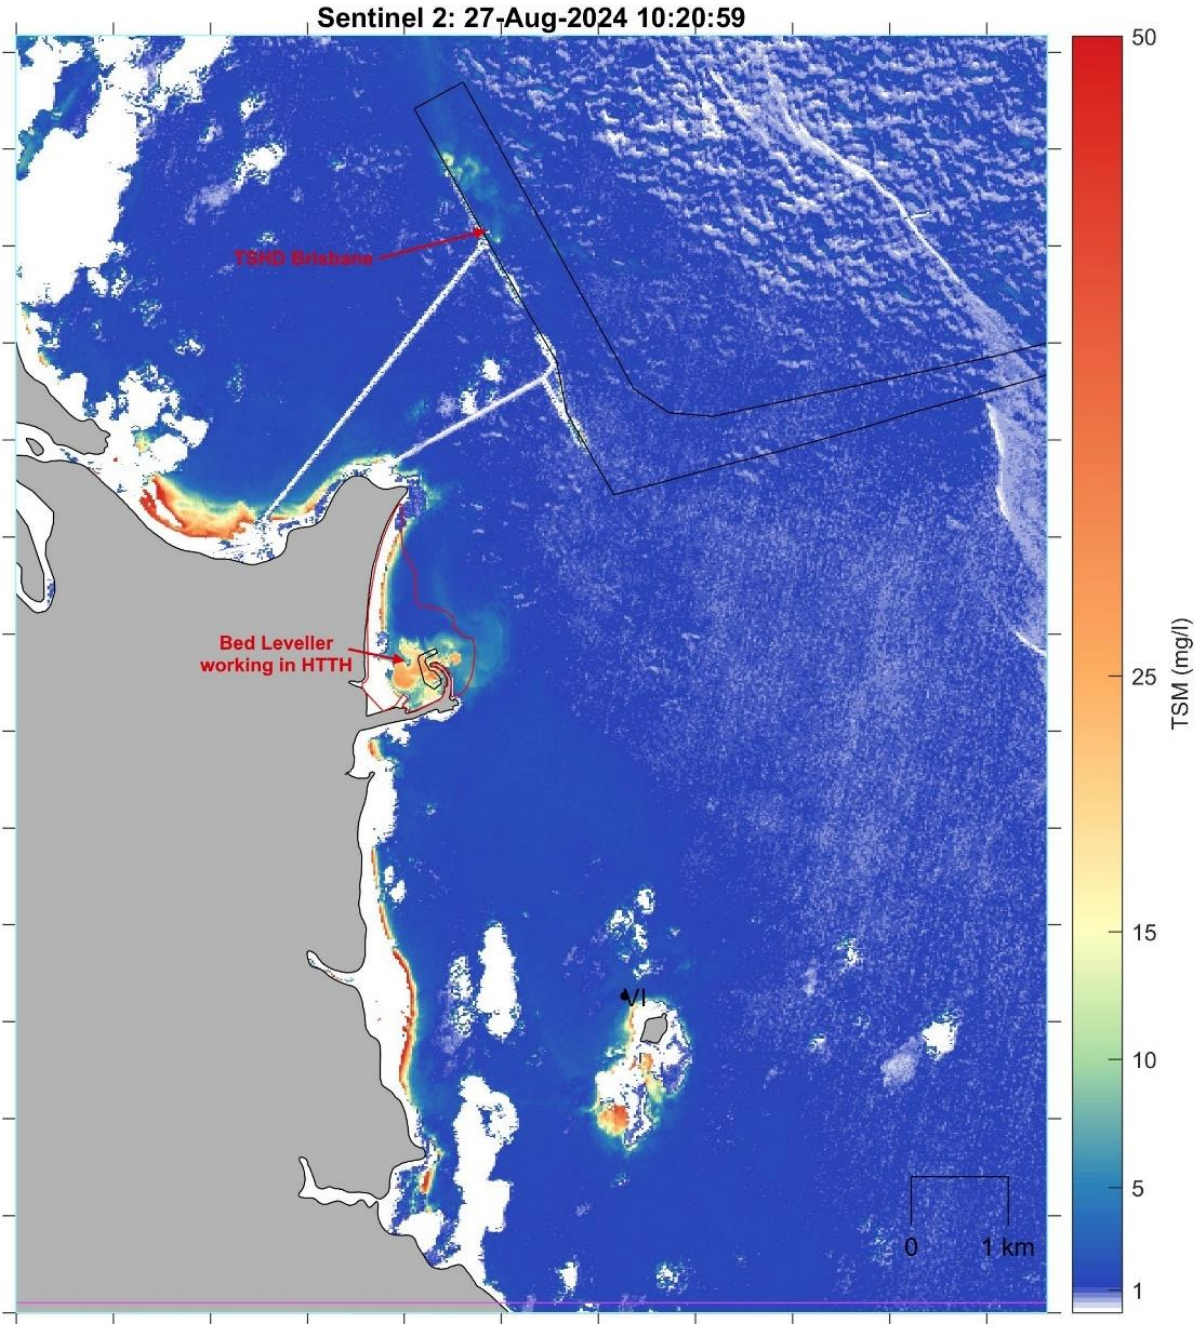 Sentinel 2: 27-Aug-2024 10:20:59
50
TSHD Brisbane
Bed Leveller
working in HTTH
25
TSM (mg/l)
15
VI
10
5
0 1 km
1